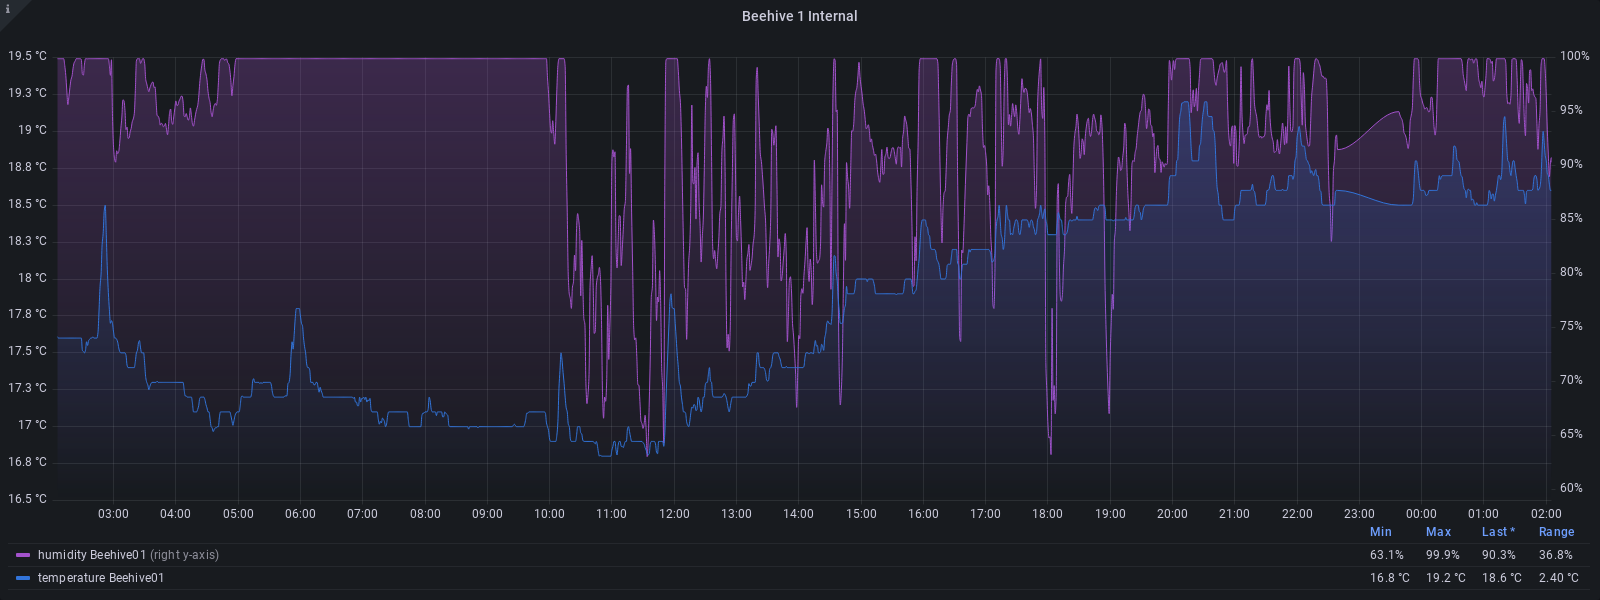 i
Beehive 1 Internal
19.5 °C 100%
19.3 °C 95%
19 °C
18.8 °C 90%
18.5 °C 85%
18.3 °C
18 °C 80%
17.8 °C 75%
17.5 °C
17.3 °C 70%
17 °C 65%
16.8 °C
16.5 °C 60%
03:00 04:00 05:00 06:00 07:00 08:00 09:00 10:00 11:00 12:00 13:00 14:00 15:00 16:00 17:00 18:00 19:00 20:00 21:00 22:00 23:00 00:00 01:00 02:00
Min Max Last * Range
humidity Beehive01 (right y-axis) 63.1% 99.9% 90.3% 36.8%
temperature Beehive01 16.8 °C 19.2 °C 18.6 °C 2.40 °C